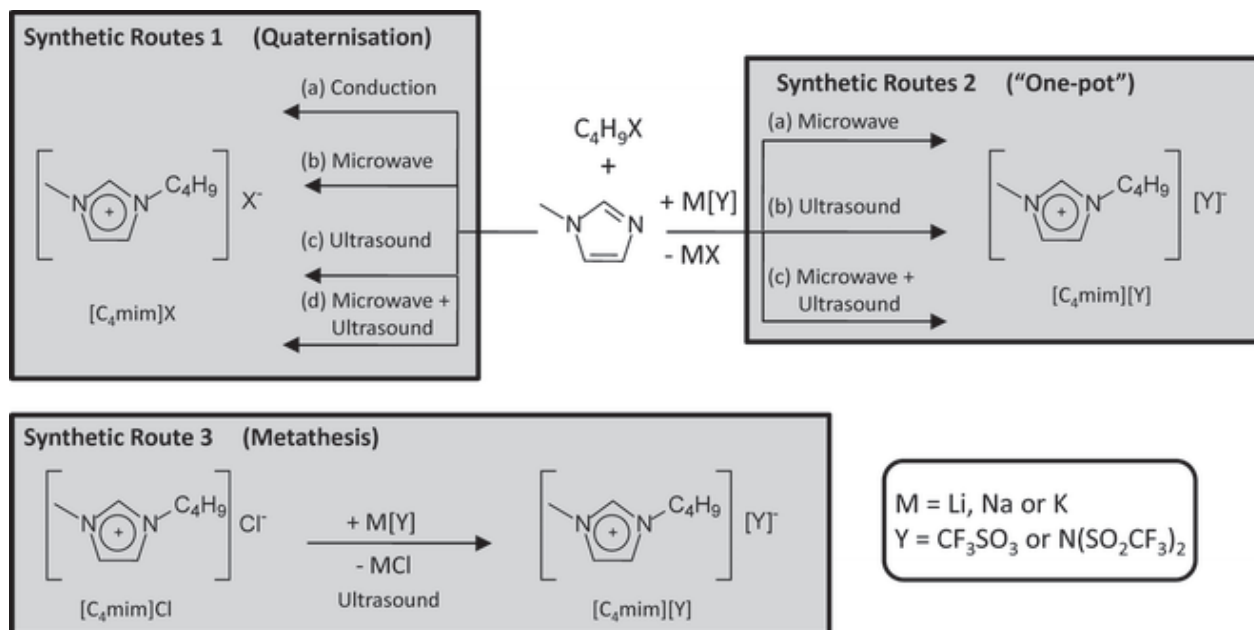 Synthetic Routes 1 (Quaternisation)
(a) Conduction
(b) Microwave
(c) Ultrasound
(d) Microwave +
Ultrasound
N
N
C₄H₉
+
X⁻
[C₄mim]X
C₄H₉X
+
N
N
+ M[Y]
- MX
Synthetic Routes 2 (“One-pot”)
(a) Microwave
(b) Ultrasound
(c) Microwave +
Ultrasound
N
N
C₄H₉
+
[Y]⁻
[C₄mim][Y]
Synthetic Route 3 (Metathesis)
N
N
C₄H₉
+
Cl⁻
[C₄mim]Cl
+ M[Y]
- MCl
Ultrasound
N
N
C₄H₉
+
[Y]⁻
[C₄mim][Y]
M = Li, Na or K
Y = CF₃SO₃ or N(SO₂CF₃)₂